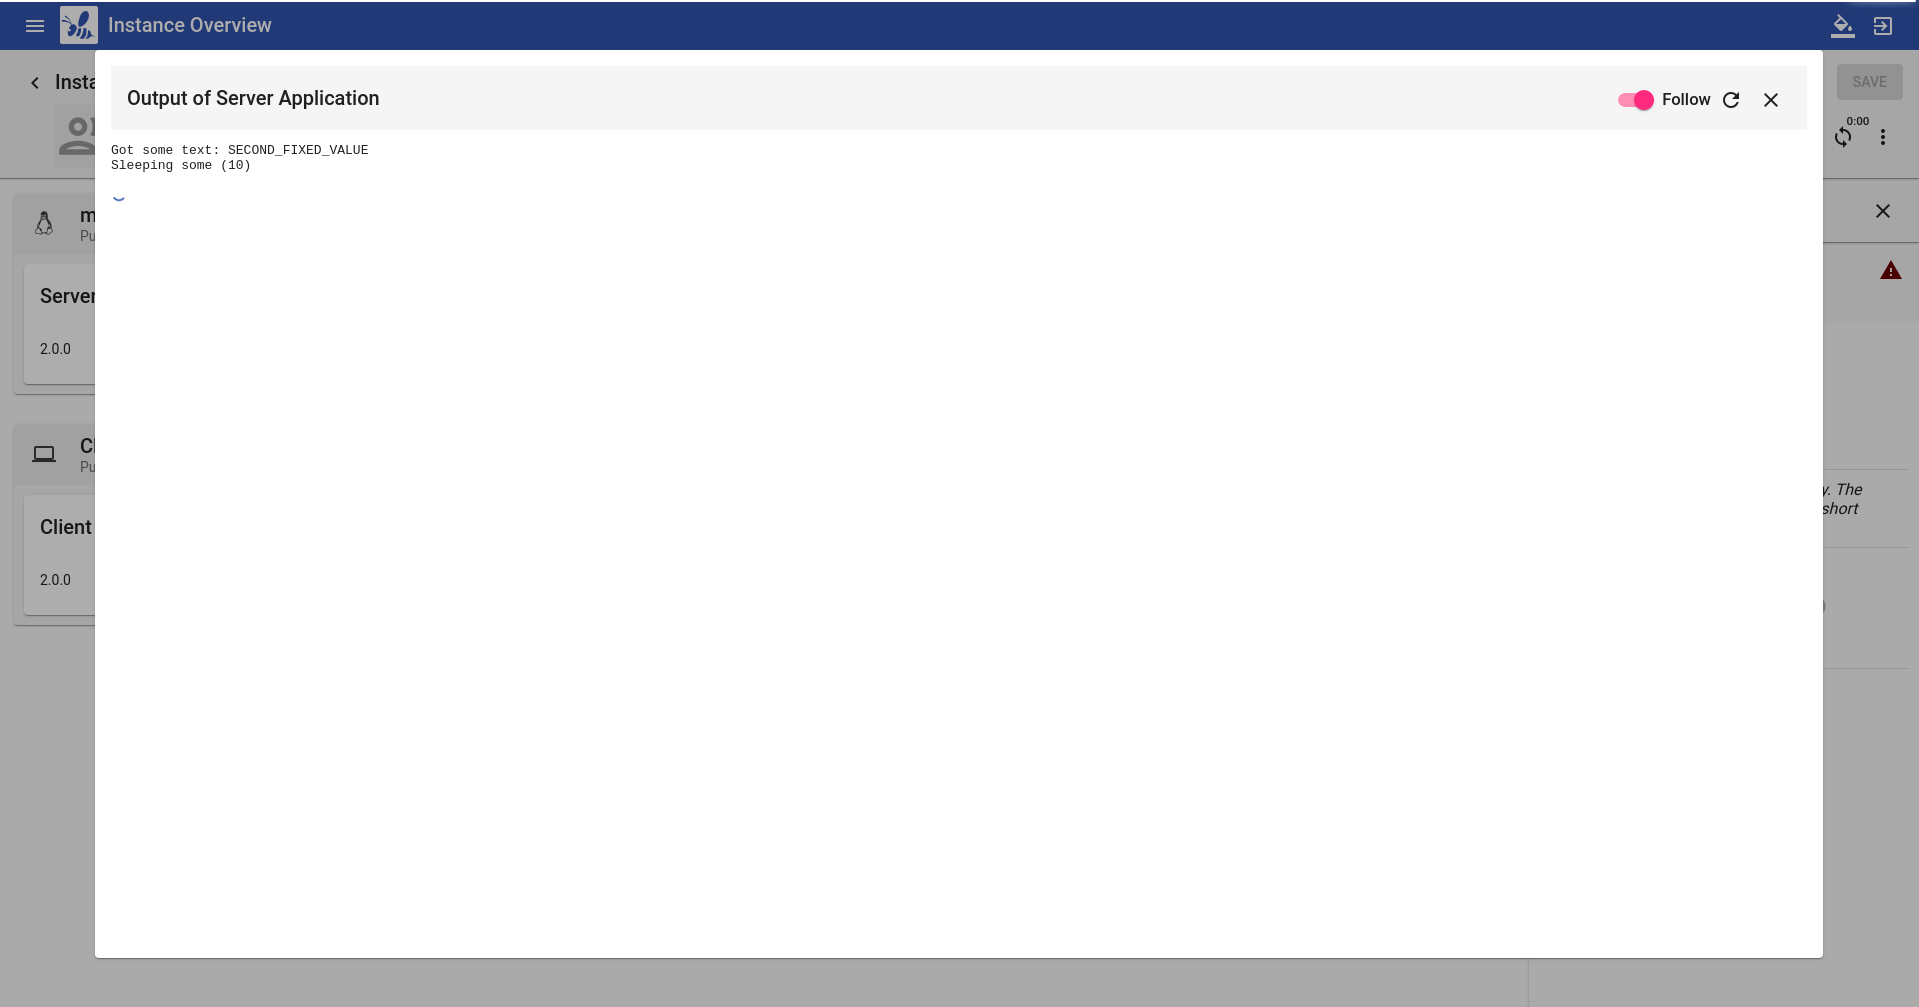 Instance Overview
Insta
SAVE
Output of Server Application
Follow
0:00
Got some text: SECOND_FIXED_VALUE
Sleeping some (10)
m
Pu
Server
2.0.0
Cl
Pu
y. The
short
Client
2.0.0